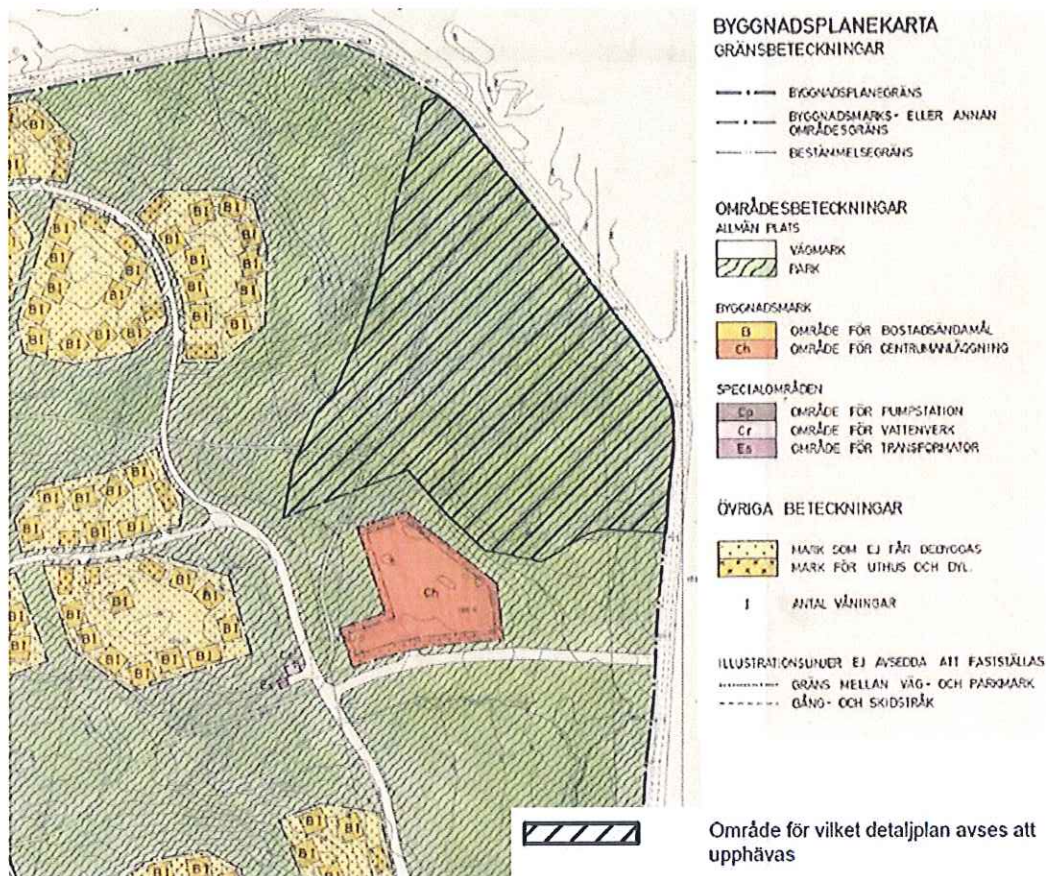 BYGGNADSPLANEKARTA
GRÄNSBETECKNINGAR
BYGGNADSPLANEGRÄNS
BYGGNADSMARKS- ELLER ANNAN
OMRÅDESGRÄNS
BESTÄMMELSEGRÄNS
OMRÅDESBETECKNINGAR
ALLMÄN PLATS
VÄGMARK
PARK
BYGGNADSMARK
B OMRÅDE FÖR BOSTADSÄNDAMÅL
Ch OMRÅDE FÖR CENTRUMANLÄGGNING
SPECIALOMRÅDEN
Cp OMRÅDE FÖR PUMPSTATION
Cr OMRÅDE FÖR VATTENVERK
Es OMRÅDE FÖR TRANSFORMATOR
ÖVRIGA BETECKNINGAR
MARK SOM EJ FÅR BEBYGGAS
MARK FÖR UTHUS OCH DYL.
I ANTAL VÅNINGAR
ILLUSTRATIONSLINJER EJ AVSEDDA ATT FASTSTÄLLAS
GRÄNS MELLAN VÄG- OCH PARKMARK
GÅNG- OCH SKIDSTRÅK
Ch
Es
Område för vilket detaljplan avses att
upphävas